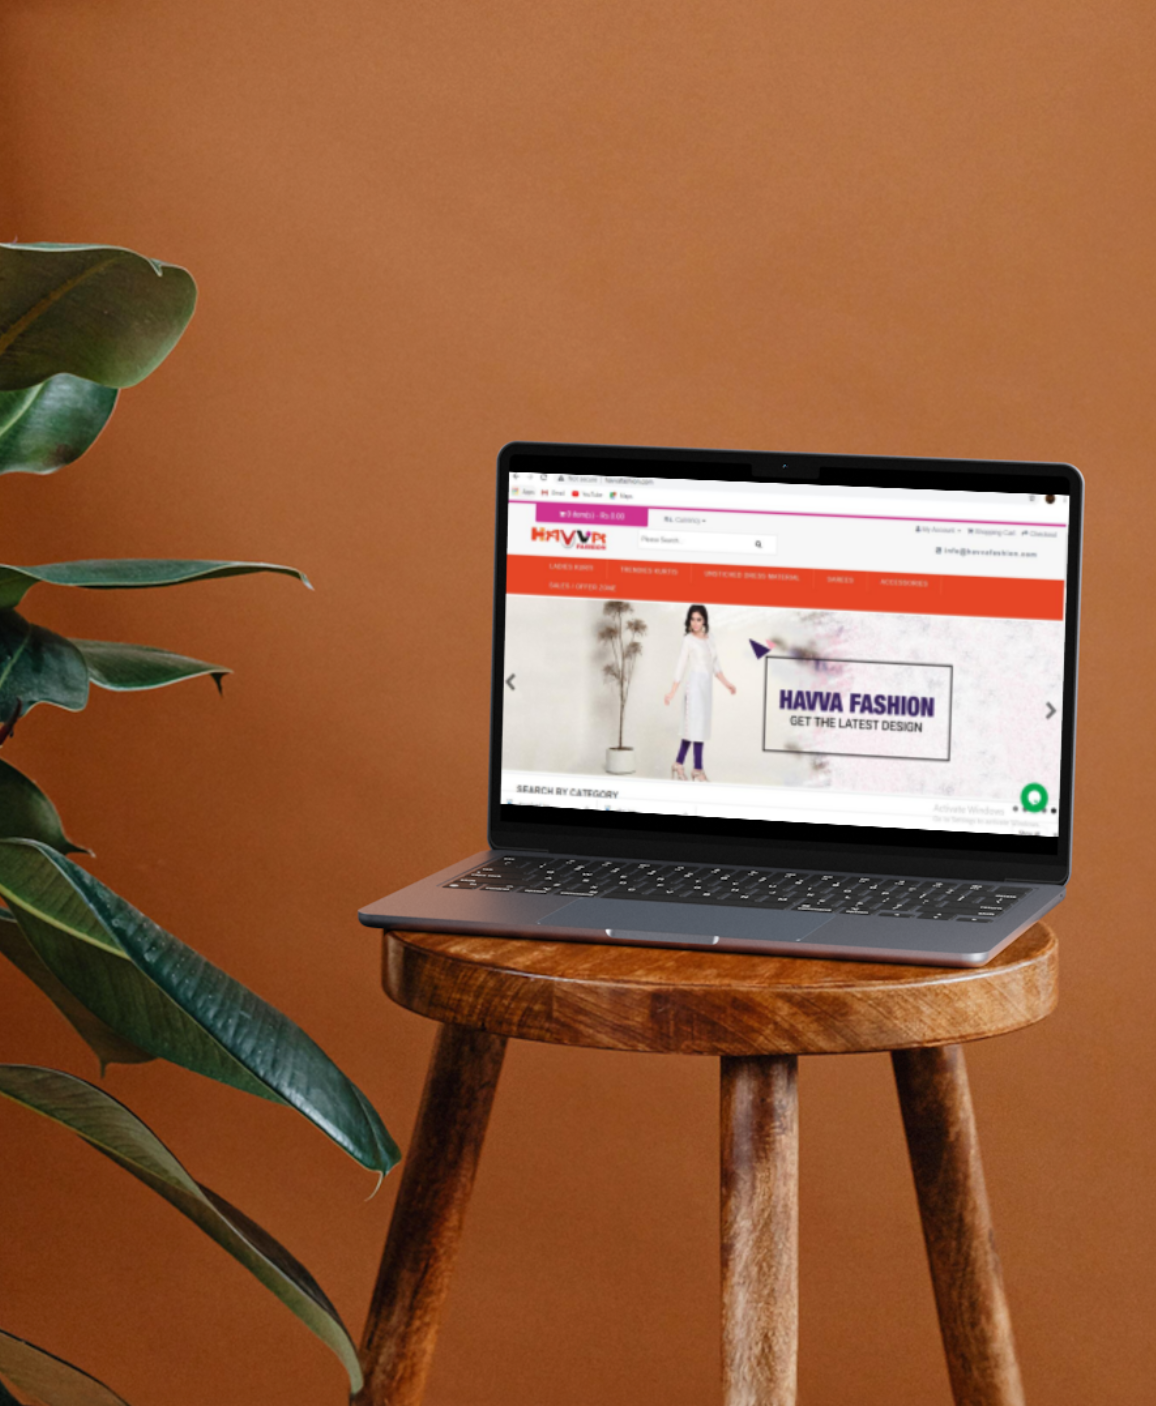 Not secure | havvafashion.com
Apps Gmail YouTube Maps
0 item(s) - Rs.0.00
Rs. Currency
My Account Shopping Cart Checkout
HAVVA
FASHION
Please Search
info@havvafashion.com
LADIES KURTI TRENDIES KURTIS UNSTICHED DRESS MATERIAL SAREES ACCESSORIES
SALES / OFFER ZONE
HAVVA FASHION
GET THE LATEST DESIGN
SEARCH BY CATEGORY
Activate Windows
Go to Settings to activate Windows.